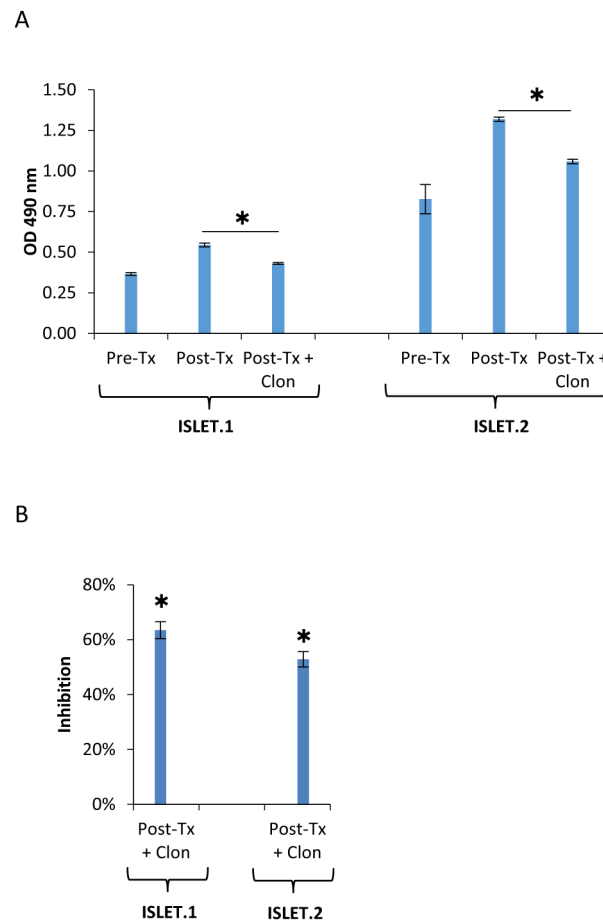 A
1.50
1.25
1.00
0.75
0.50
0.25
0.00
OD 490 nm
*
*
Pre-Tx Post-Tx Post-Tx + Clon Pre-Tx Post-Tx Post-Tx + Clon
ISLET.1 ISLET.2
B
80%
60%
40%
20%
0%
Inhibition
*
*
Post-Tx Post-Tx
+ Clon + Clon
ISLET.1 ISLET.2